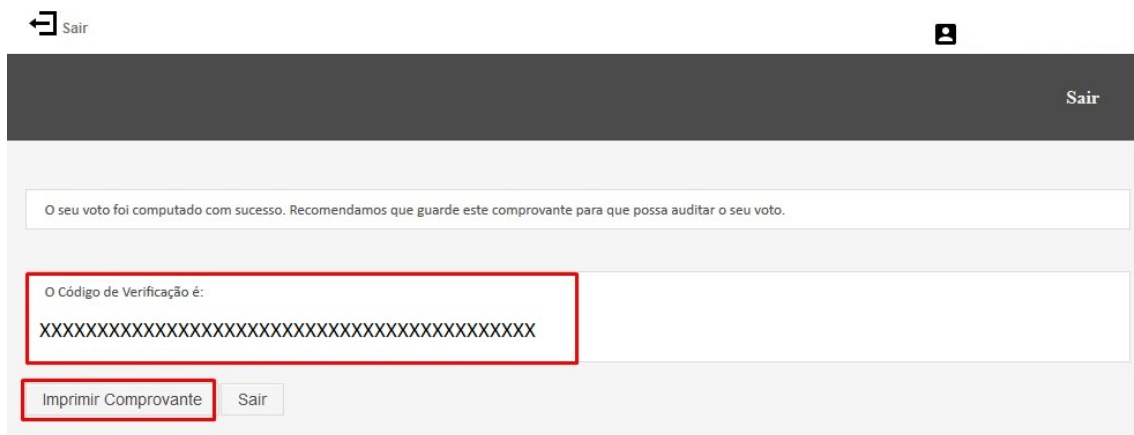 Sair
Sair
O seu voto foi computado com sucesso. Recomendamos que guarde este comprovante para que possa auditar o seu voto.
O Código de Verificação é:
XXXXXXXXXXXXXXXXXXXXXXXXXXXXXXXXXXXXXXXXXXX
Imprimir Comprovante
Sair